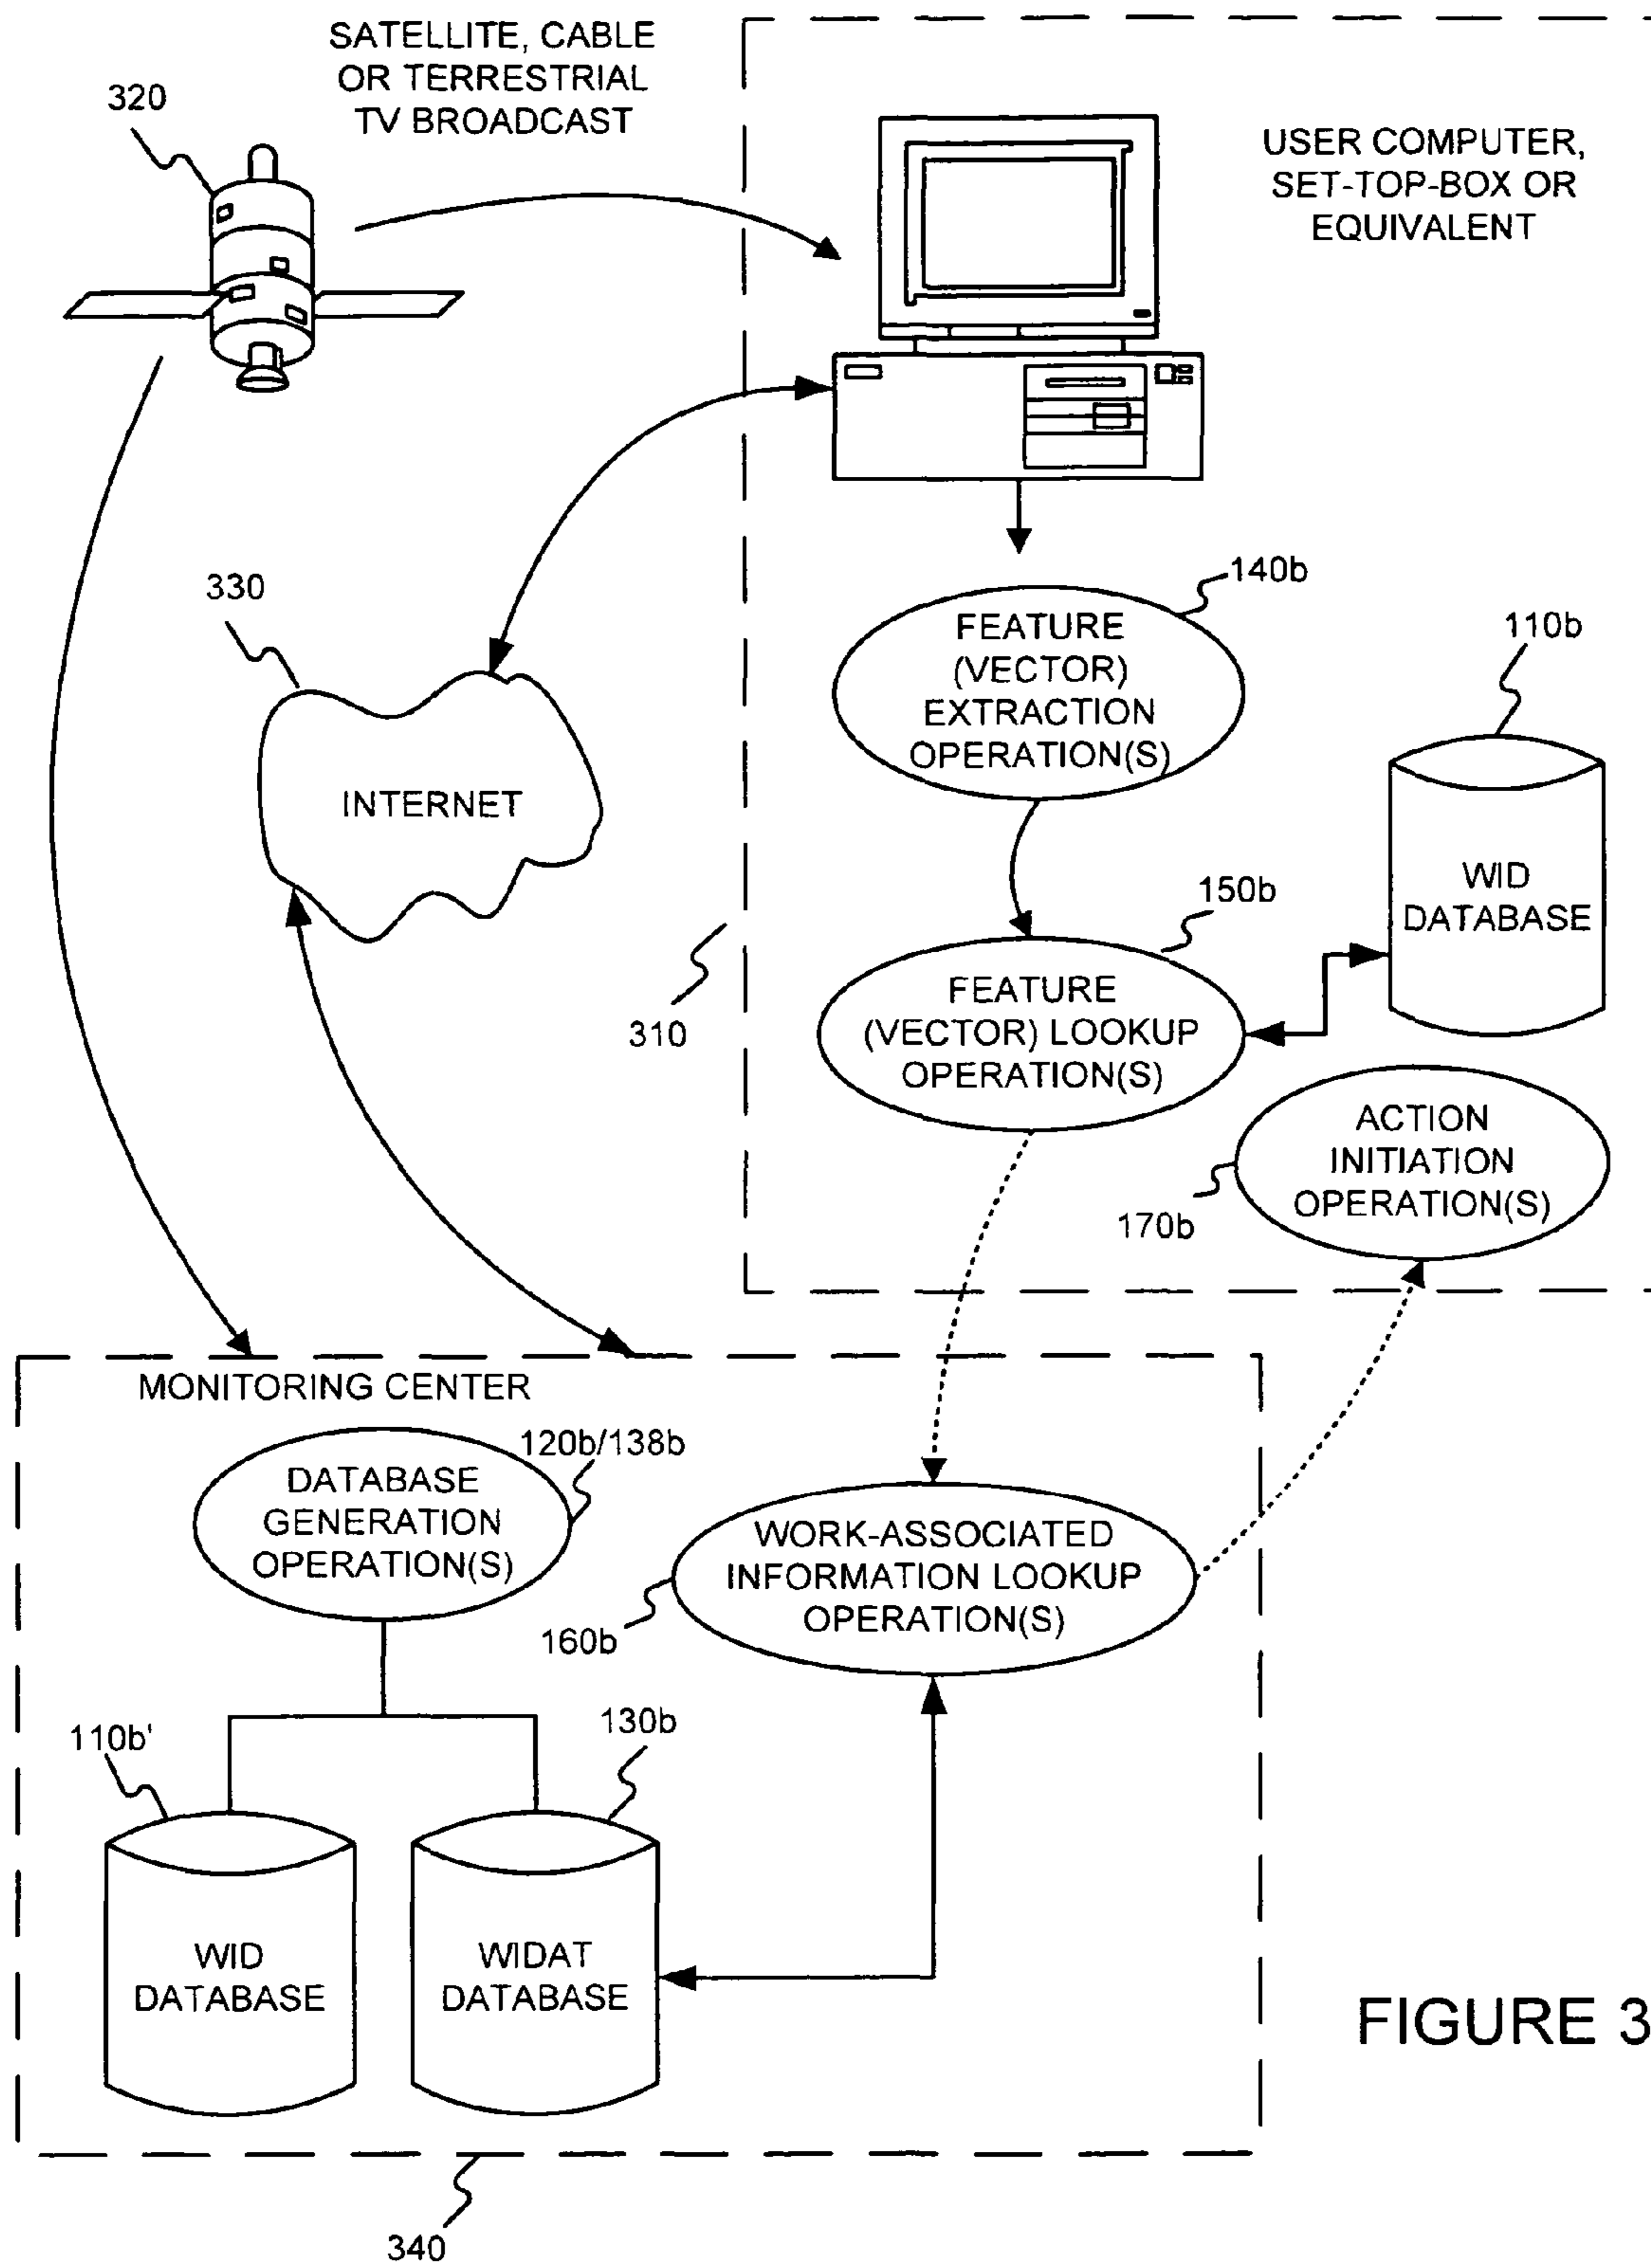 SATELLITE, CABLE
OR TERRESTRIAL
TV BROADCAST
320
USER COMPUTER,
SET-TOP-BOX OR
EQUIVALENT
330
INTERNET
140b
FEATURE
(VECTOR)
EXTRACTION
OPERATION(S)
110b
WID
DATABASE
150b
FEATURE
(VECTOR) LOOKUP
OPERATION(S)
310
ACTION
INITIATION
OPERATION(S)
170b
MONITORING CENTER
120b/138b
DATABASE
GENERATION
OPERATION(S)
WORK-ASSOCIATED
INFORMATION LOOKUP
OPERATION(S)
160b
110b'
130b
WID
DATABASE
WIDAT
DATABASE
FIGURE 3
340